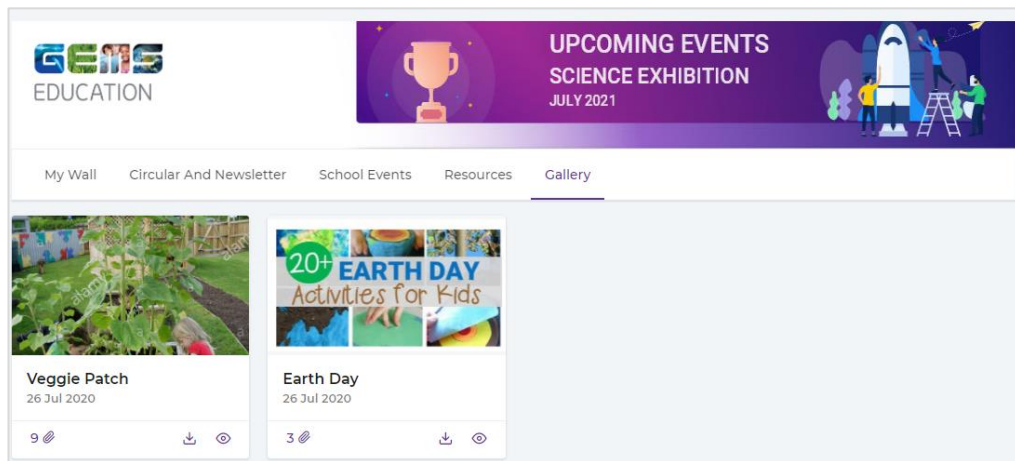 GEMS
EDUCATION
UPCOMING EVENTS
SCIENCE EXHIBITION
JULY 2021
My Wall Circular And Newsletter School Events Resources Gallery
alamy
20+ EARTH DAY
Activities for Kids
Veggie Patch
26 Jul 2020
Earth Day
26 Jul 2020
9
3